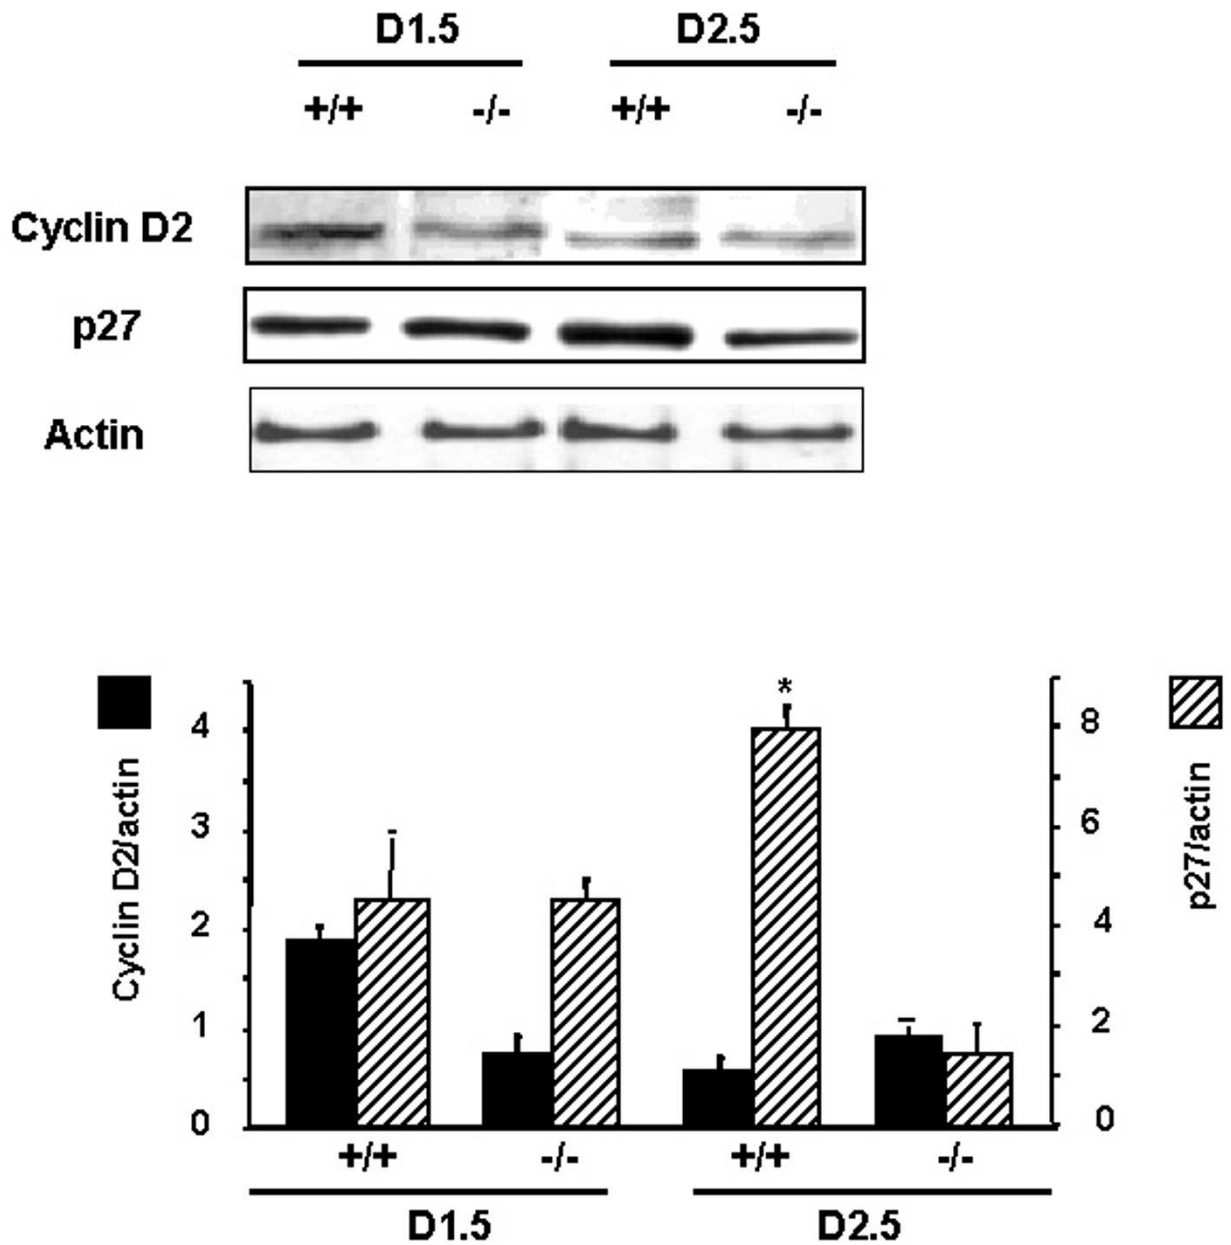 D1.5 D2.5
+/+ -/- +/+ -/-
Cyclin D2
p27
Actin
*
4 8
3 6
2 4
1 2
0 0
Cyclin D2/actin
p27/actin
+/+ -/- +/+ -/-
D1.5 D2.5